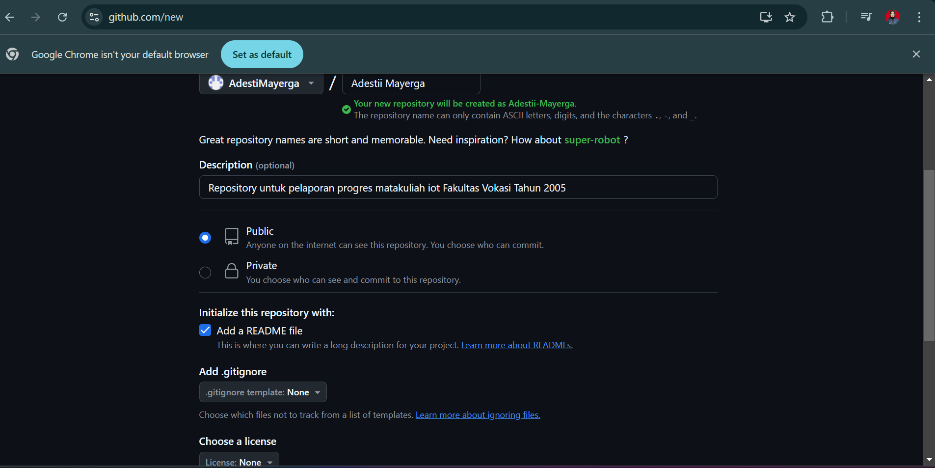 github.com/new
Google Chrome isn't your default browser
Set as default
AdestiMayerga / Adestii Mayerga
Your new repository will be created as Adestii-Mayerga.
The repository name can only contain ASCII letters, digits, and the characters ., -, and _.
Great repository names are short and memorable. Need inspiration? How about super-robot ?
Description (optional)
Repository untuk pelaporan progres matakuliah iot Fakultas Vokasi Tahun 2005
Public
Anyone on the internet can see this repository. You choose who can commit.
Private
You choose who can see and commit to this repository.
Initialize this repository with:
Add a README file
This is where you can write a long description for your project. Learn more about READMEs.
Add .gitignore
.gitignore template: None
Choose which files not to track from a list of templates. Learn more about ignoring files.
Choose a license
License: None